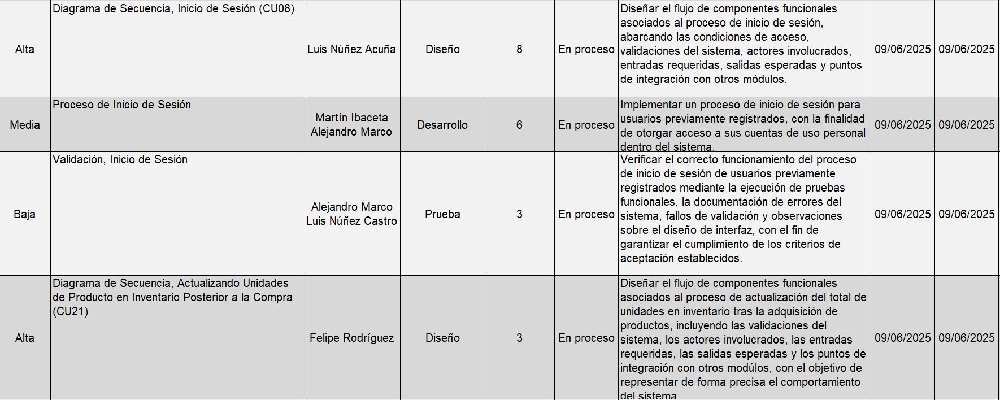 Alta
Diagrama de Secuencia, Inicio de Sesión (CU08)
Luis Núñez Acuña
Diseño
8
En proceso
Diseñar el flujo de componentes funcionales
asociados al proceso de inicio de sesión,
abarcando las condiciones de acceso,
validaciones del sistema, actores involucrados,
entradas requeridas, salidas esperadas y puntos
de integración con otros módulos.
09/06/2025
09/06/2025
Media
Proceso de Inicio de Sesión
Martín Ibaceta
Alejandro Marco
Desarrollo
6
En proceso
Implementar un proceso de inicio de sesión para
usuarios previamente registrados, con la finalidad
de otorgar acceso a sus cuentas de uso personal
dentro del sistema.
09/06/2025
09/06/2025
Baja
Validación, Inicio de Sesión
Alejandro Marco
Luis Núñez Castro
Prueba
3
En proceso
Verificar el correcto funcionamiento del proceso
de inicio de sesión de usuarios previamente
registrados mediante la ejecución de pruebas
funcionales, la documentación de errores del
sistema, fallos de validación y observaciones
sobre el diseño de interfaz, con el fin de
garantizar el cumplimiento de los criterios de
aceptación establecidos.
09/06/2025
09/06/2025
Alta
Diagrama de Secuencia, Actualizando Unidades
de Producto en Inventario Posterior a la Compra
(CU21)
Felipe Rodríguez
Diseño
3
En proceso
Diseñar el flujo de componentes funcionales
asociados al proceso de actualización del total de
unidades en inventario tras la adquisición de
productos, incluyendo las validaciones del
sistema, los actores involucrados, las entradas
requeridas, las salidas esperadas y los puntos de
integración con otros modúlos, con el objetivo de
representar de forma precisa el comportamiento
del sistema.
09/06/2025
09/06/2025